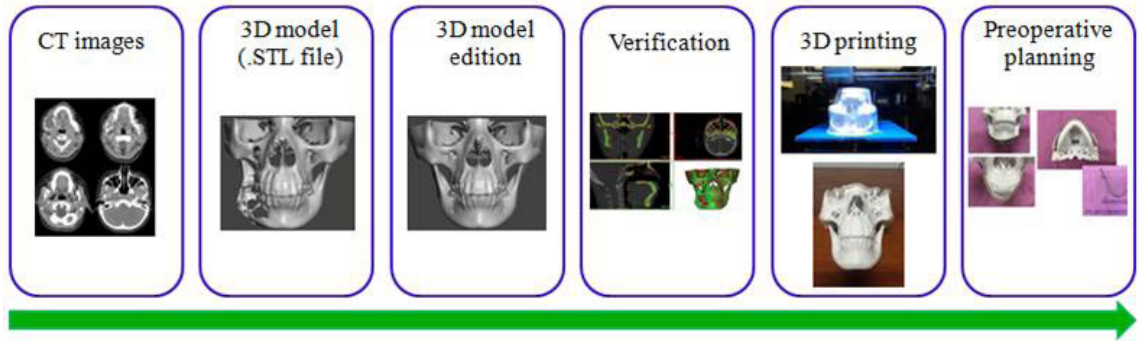 CT images
3D model
(.STL file)
3D model
edition
Verification
3D printing
Preoperative
planning